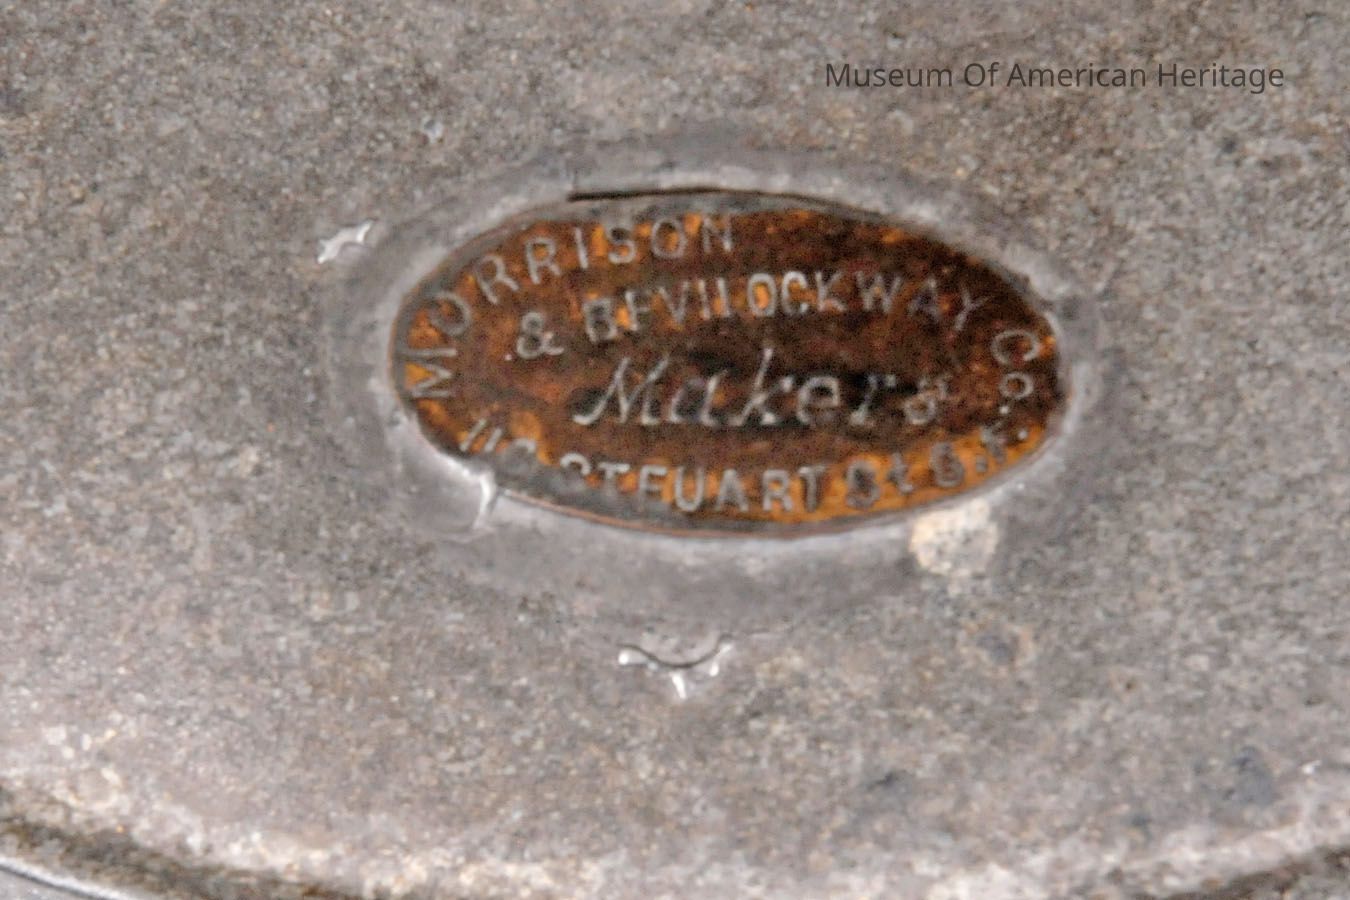 Museum Of American Heritage
MORRISON
& BEVILOCKWAY Co.
Makers
STEUART St S.F.